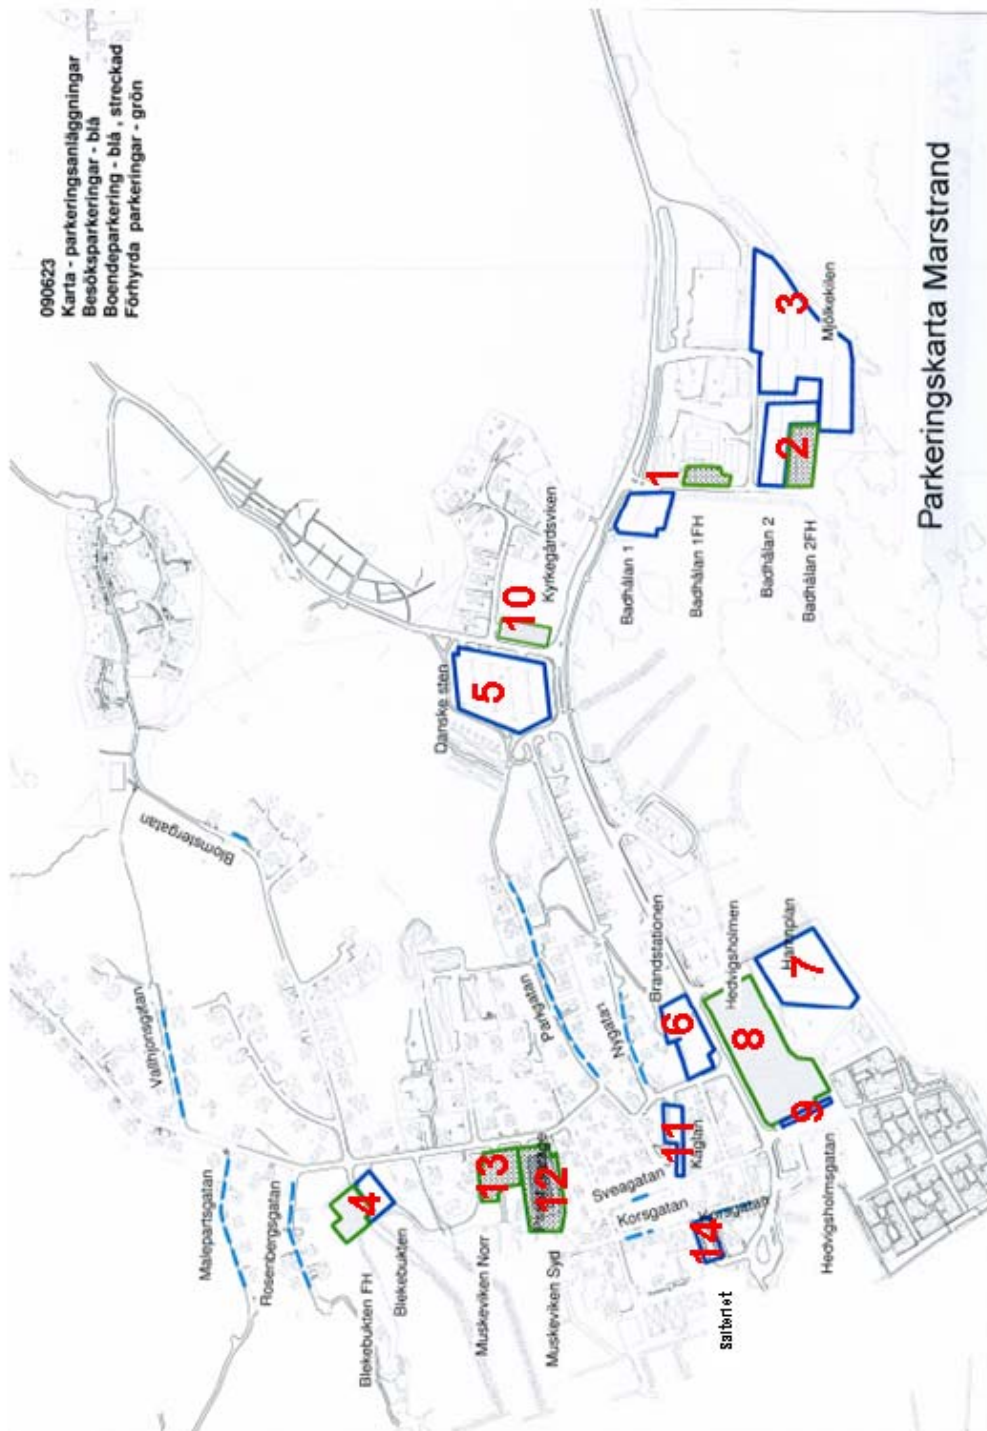 090623
Karta - parkeringsanläggningar
Besöksparkeringar - blå
Boendeparkering - blå , streckad
Förhyrda parkeringar - grön
Blomstergatan
Vallhjonsgatan
Malepartsgatan
Rosenbergsgatan
4
Blekebukten FH
Blekebukten
Danske sten
5
10
Kyrkegårdsviken
Parkgatan
Nygatan
13
12
Muskeviken Norr
Muskeviken Syd
Sveagatan
Korsgatan
Korsgatan
11
Kaglan
14
Salteriet
Brandstationen
6
Hedvigsholmen
8
Hamnplan
7
9
Hedvigsholmsgatan
1
Badhålan 1
Badhålan 1FH
2
Badhålan 2
Badhålan 2FH
3
Mjölkekilen
Parkeringskarta Marstrand